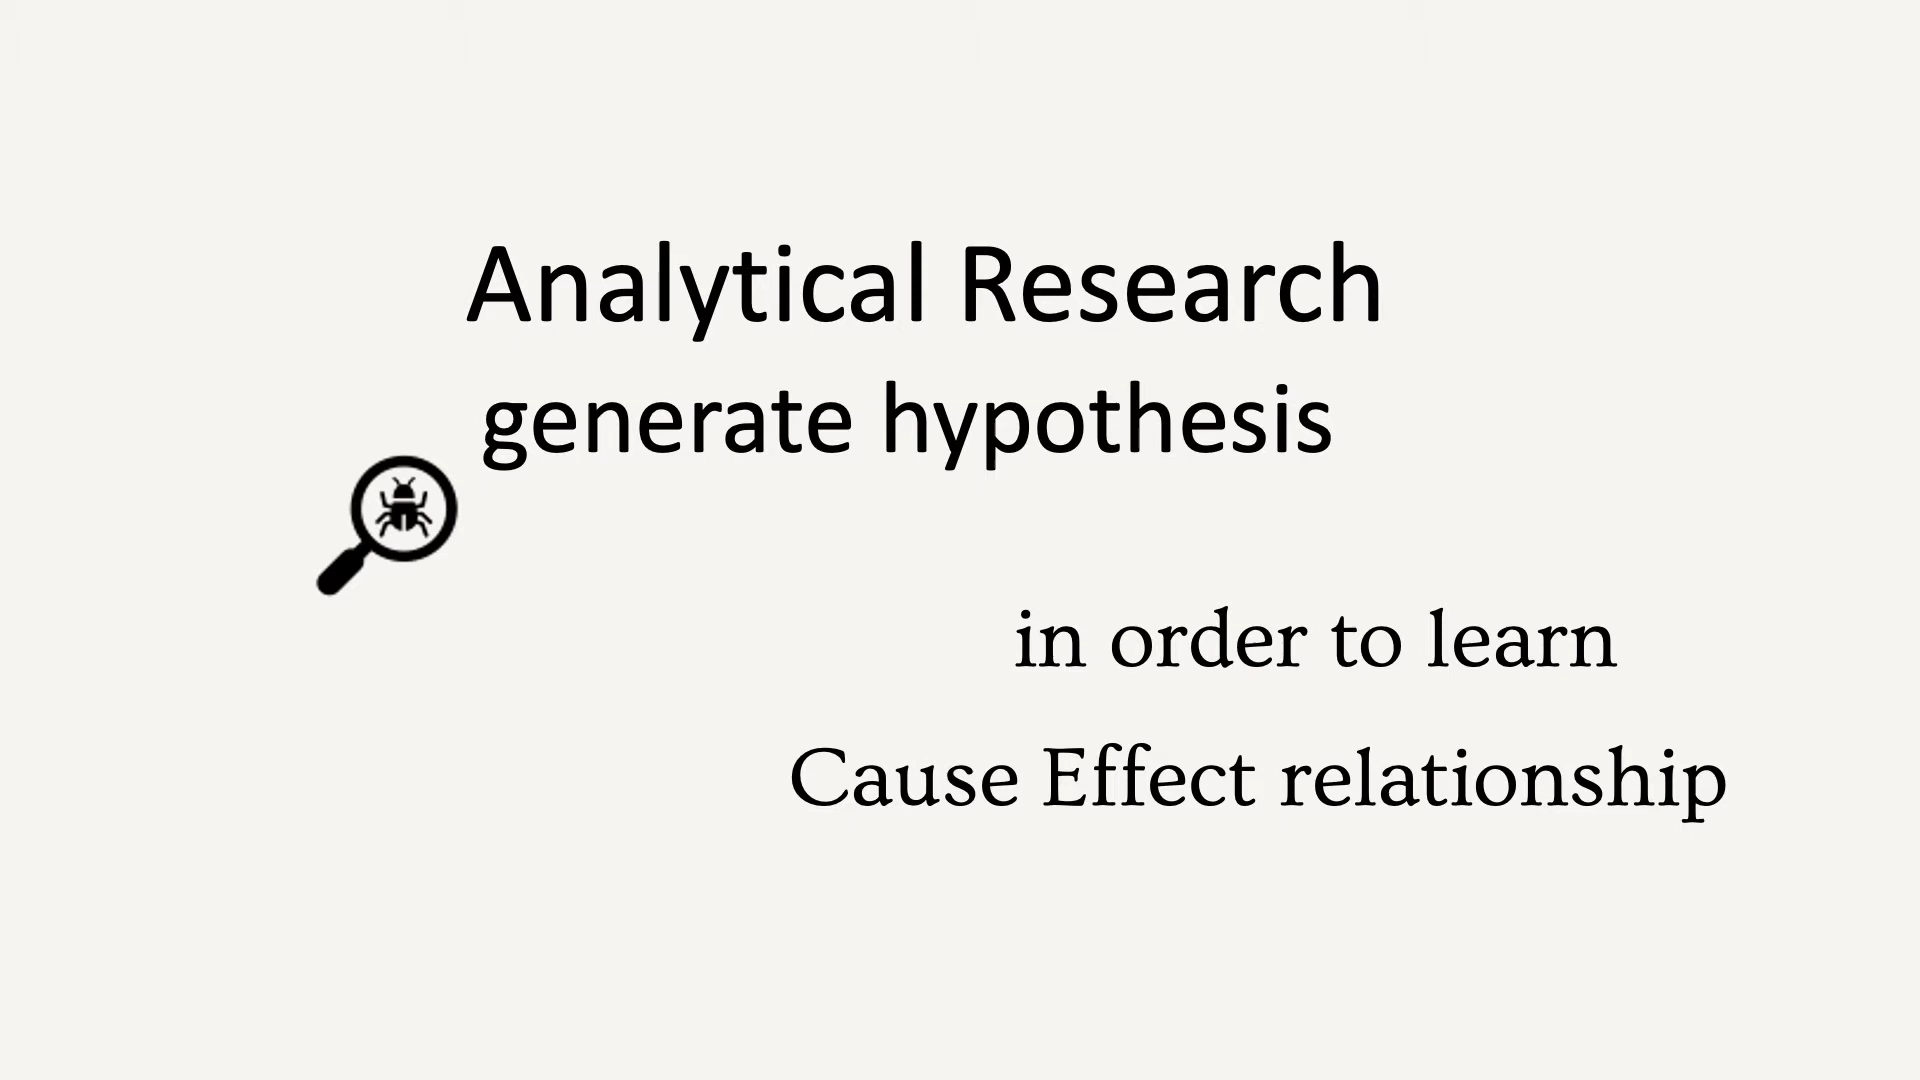 Analytical Research
generate hypothesis
in order to learn
Cause Effect relationship